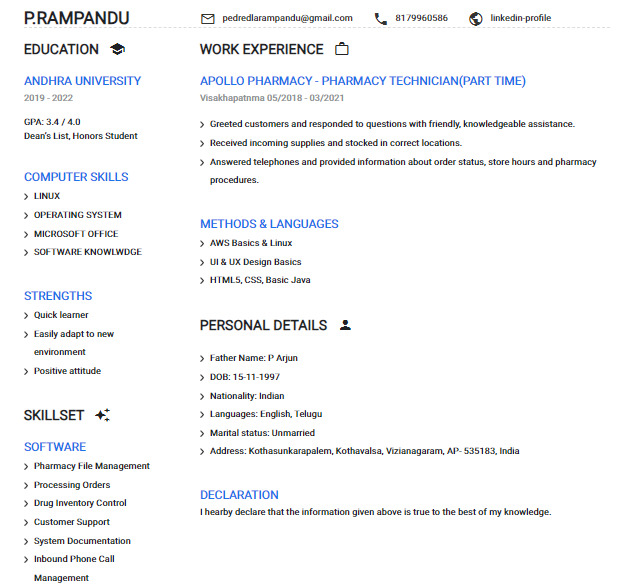 P.RAMPANDU
pedredlarampandu@gmail.com
8179960586
linkedin-profile
EDUCATION
ANDHRA UNIVERSITY
2019 - 2022
GPA: 3.4 / 4.0
Dean's List, Honors Student
COMPUTER SKILLS
LINUX
OPERATING SYSTEM
MICROSOFT OFFICE
SOFTWARE KNOWLWDGE
STRENGTHS
Quick learner
Easily adapt to new
environment
Positive attitude
SKILLSET
SOFTWARE
Pharmacy File Management
Processing Orders
Drug Inventory Control
Customer Support
System Documentation
Inbound Phone Call
Management
WORK EXPERIENCE
APOLLO PHARMACY - PHARMACY TECHNICIAN(PART TIME)
Visakhapatnma 05/2018 - 03/2021
Greeted customers and responded to questions with friendly, knowledgeable assistance.
Received incoming supplies and stocked in correct locations.
Answered telephones and provided information about order status, store hours and pharmacy
procedures.
METHODS & LANGUAGES
AWS Basics & Linux
UI & UX Design Basics
HTML5, CSS, Basic Java
PERSONAL DETAILS
Father Name: P Arjun
DOB: 15-11-1997
Nationality: Indian
Languages: English, Telugu
Marital status: Unmarried
Address: Kothasunkarapalem, Kothavalsa, Vizianagaram, AP- 535183, India
DECLARATION
I hearby declare that the information given above is true to the best of my knowledge.